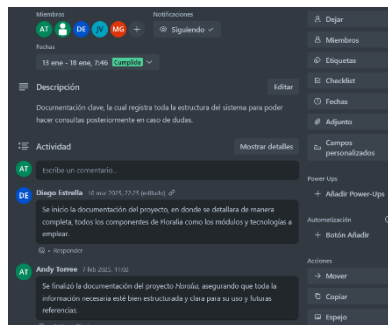 Miembros
Notificaciones
AT
DE
JV
MG
+
Siguiendo
Fechas
13 ene - 18 ene, 7:46 Cumplida
Descripción
Editar
Documentación clave, la cual registra toda la estructura del sistema para poder
hacer consultas posteriormente en caso de dudas.
Actividad
Mostrar detalles
AT
Escribe un comentario...
DE
Diego Estrella 18 mar 2025, 22:25 (editado)
Se inicio la documentación del proyecto, en donde se detallara de manera
completa, todos los componentes de Horalia como los módulos y tecnologías a
emplear.
• Responder
AT
Andy Torree 7 feb 2025, 11:02
Se finalizó la documentación del proyecto Horalia, asegurando que toda la
información necesaria esté bien estructurada y clara para su uso y futuras
referencias.
Dejar
Miembros
Etiquetas
Checklist
Fechas
Adjunto
Campos
personalizados
Power-Ups
+ Añadir Power-Ups
Automatización
+ Botón Añadir
Acciones
→ Mover
Copiar
Espejo